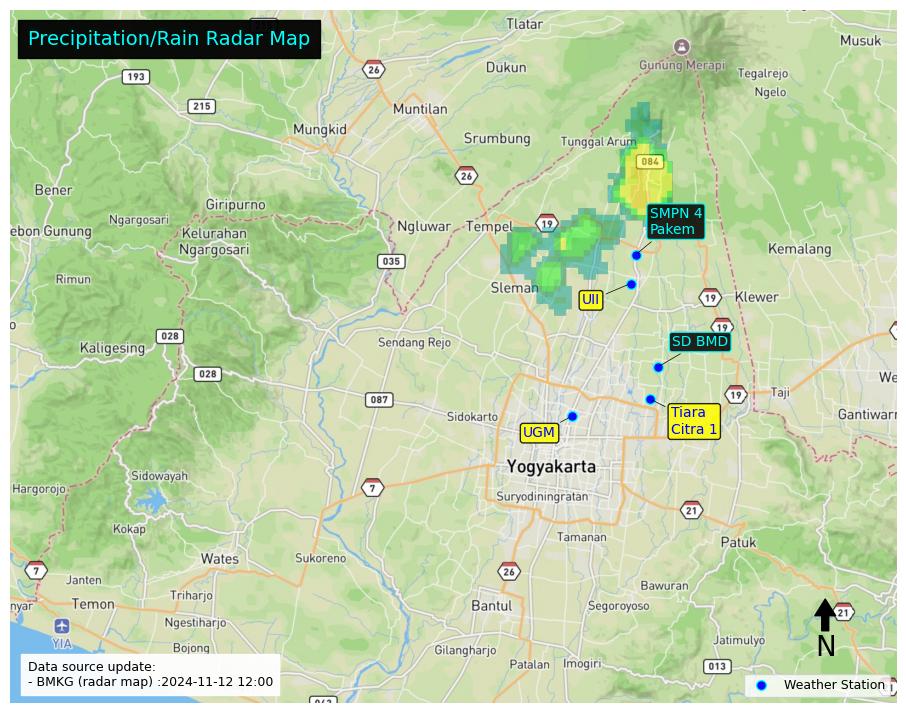 Precipitation/Rain Radar Map
Tlatar
Musuk
26
193
Dukun
Gunung Merapi
Tegalrejo
Ngelo
215
Muntilan
Mungkid
Srumbung
Tunggal Arum
084
26
Bener
Giripurno
SMPN 4
Pakem
Ngargosari
ebon Gunung
Kelurahan
Ngargosari
Ngluwar
Tempel
19
Kemalang
035
Rimun
Sleman
UII
19
Klewer
19
028
Kaligesing
Sendang Rejo
SD BMD
028
We
087
19
Taji
Sidokarto
Tiara
Citra 1
Gantiwarn
UGM
Yogyakarta
Sidowayah
Hargorojo
7
Suryodiningratan
21
Kokap
Tamanan
Patuk
Wates
Sukoreno
7
Janten
26
Bawuran
nyar
Temon
Triharjo
Bantul
Segoroyoso
21
YIA
Ngestiharjo
N
Bojong
Gilangharjo
Jatimulyo
Patalan
Imogiri
013
Data source update:
- BMKG (radar map) :2024-11-12 12:00
Weather Station